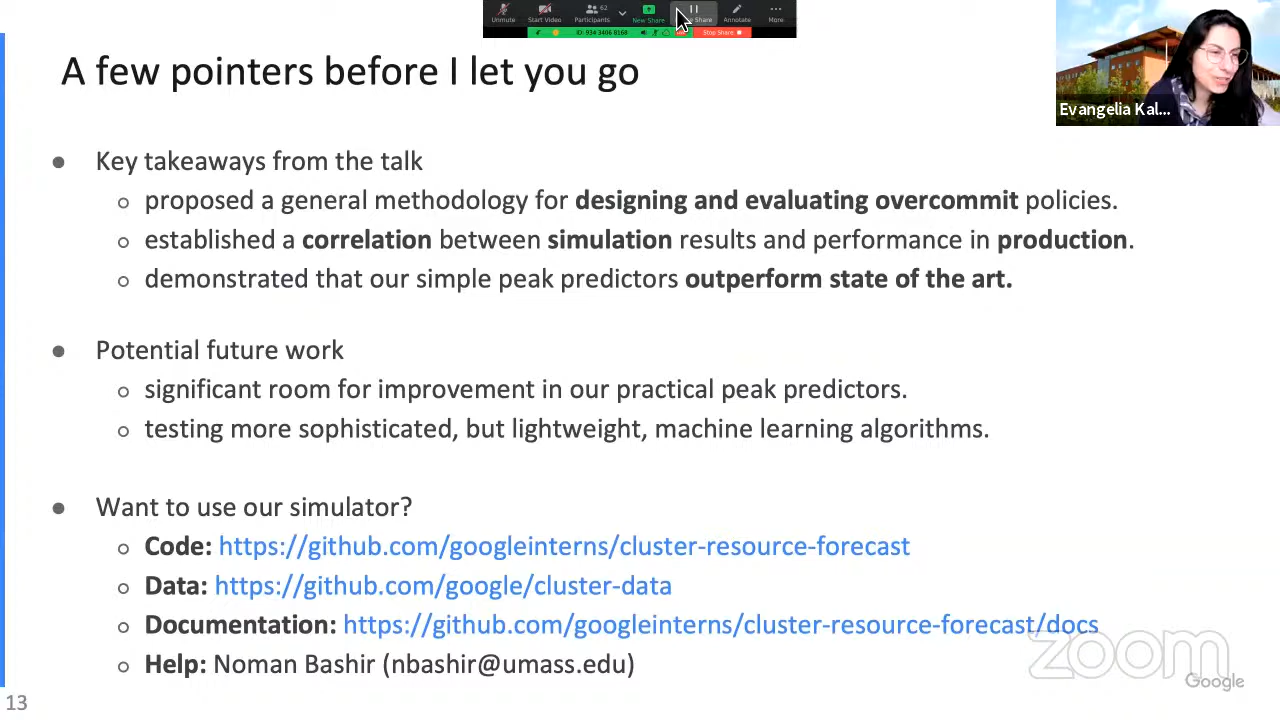 Unmute Start Video Participants 62 New Share Share Annotate More
ID: 934 3406 8168 Stop Share
A few pointers before I let you go
Evangelia Kal...
● Key takeaways from the talk
○ proposed a general methodology for designing and evaluating overcommit policies.
○ established a correlation between simulation results and performance in production.
○ demonstrated that our simple peak predictors outperform state of the art.
● Potential future work
○ significant room for improvement in our practical peak predictors.
○ testing more sophisticated, but lightweight, machine learning algorithms.
● Want to use our simulator?
○ Code: https://github.com/googleinterns/cluster-resource-forecast
○ Data: https://github.com/google/cluster-data
○ Documentation: https://github.com/googleinterns/cluster-resource-forecast/docs
○ Help: Noman Bashir (nbashir@umass.edu)
zoom
Google
13